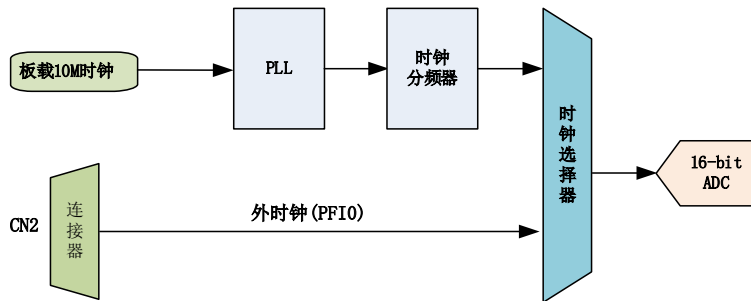 板载10M时钟
PLL
时钟
分频器
时钟选择器
16-bit
ADC
CN2
连接器
外时钟(PFI0)